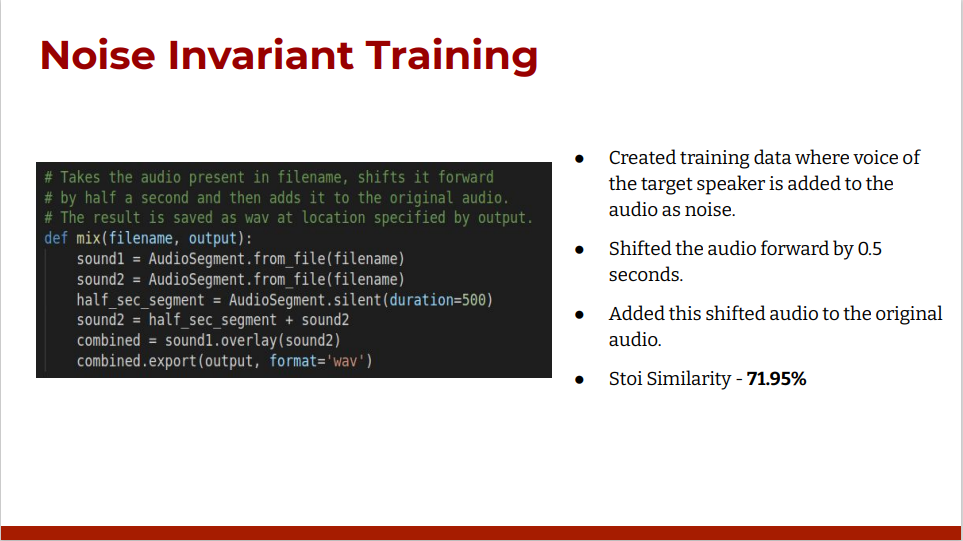 Noise Invariant Training
# Takes the audio present in filename, shifts it forward
# by half a second and then adds it to the original audio.
# The result is saved as wav at location specified by output.
def mix(filename, output):
    sound1 = AudioSegment.from_file(filename)
    sound2 = AudioSegment.from_file(filename)
    half_sec_segment = AudioSegment.silent(duration=500)
    sound2 = half_sec_segment + sound2
    combined = sound1.overlay(sound2)
    combined.export(output, format='wav')
● Created training data where voice of
the target speaker is added to the
audio as noise.
● Shifted the audio forward by 0.5
seconds.
● Added this shifted audio to the original
audio.
● Stoi Similarity - 71.95%